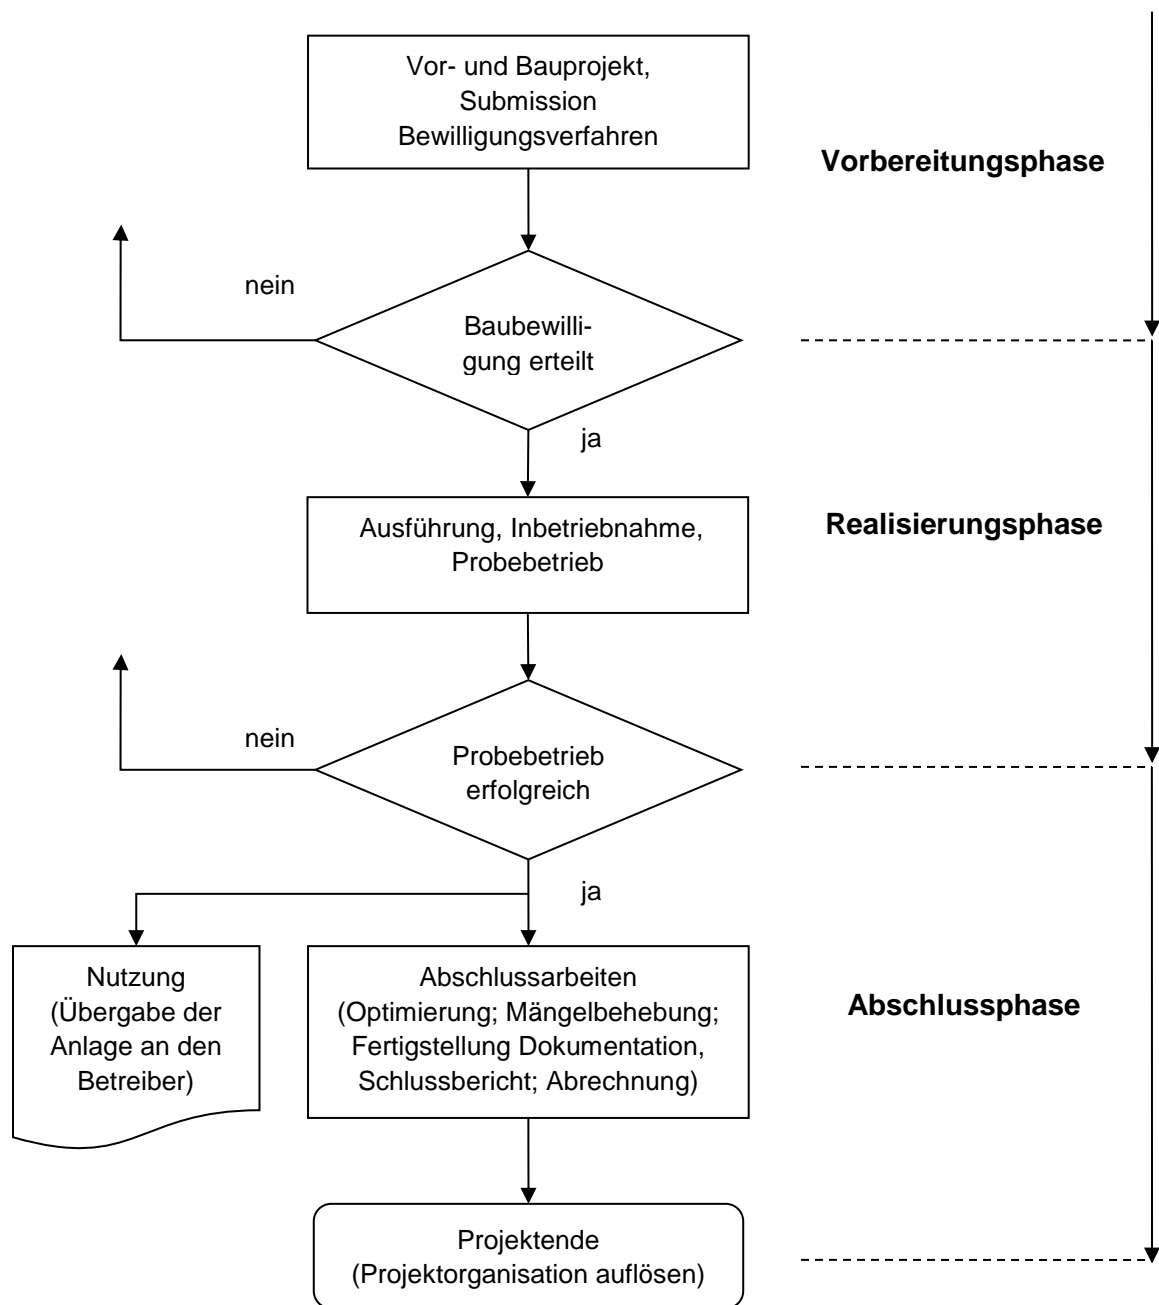 Vor- und Bauprojekt,
Submission
Bewilligungsverfahren
Vorbereitungsphase
nein
Baubewilli-
gung erteilt
ja
Ausführung, Inbetriebnahme,
Probebetrieb
Realisierungsphase
nein
Probebetrieb
erfolgreich
ja
Nutzung
(Übergabe der
Anlage an den
Betreiber)
Abschlussarbeiten
(Optimierung; Mängelbehebung;
Fertigstellung Dokumentation,
Schlussbericht; Abrechnung)
Abschlussphase
Projektende
(Projektorganisation auflösen)